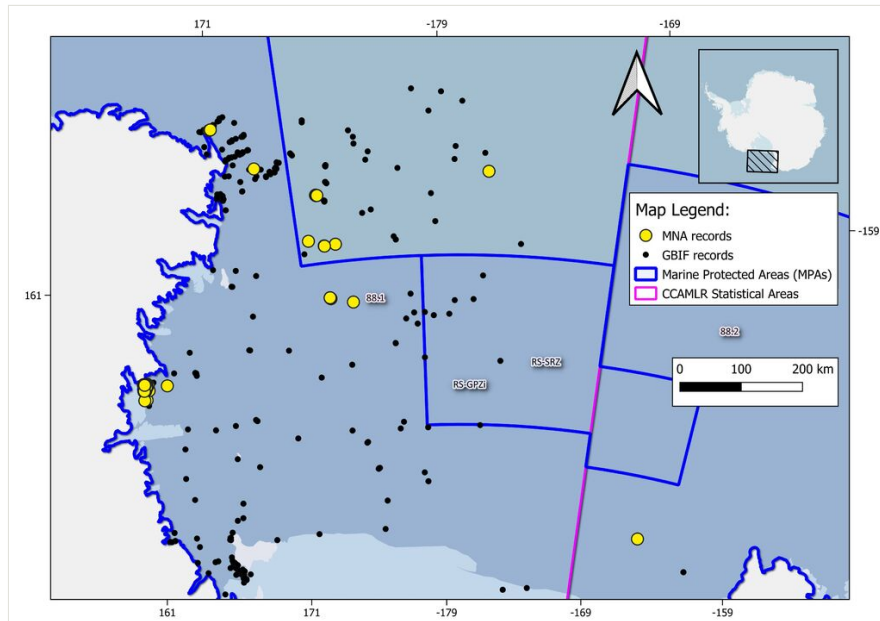 171
-179
-169
Map Legend:
MNA records
GBIF records
Marine Protected Areas (MPAs)
CCAMLR Statistical Areas
-159
161
88.1
88.2
RS-SRZ
0 100 200 km
RS-GPZi
161
171
-179
-169
-159